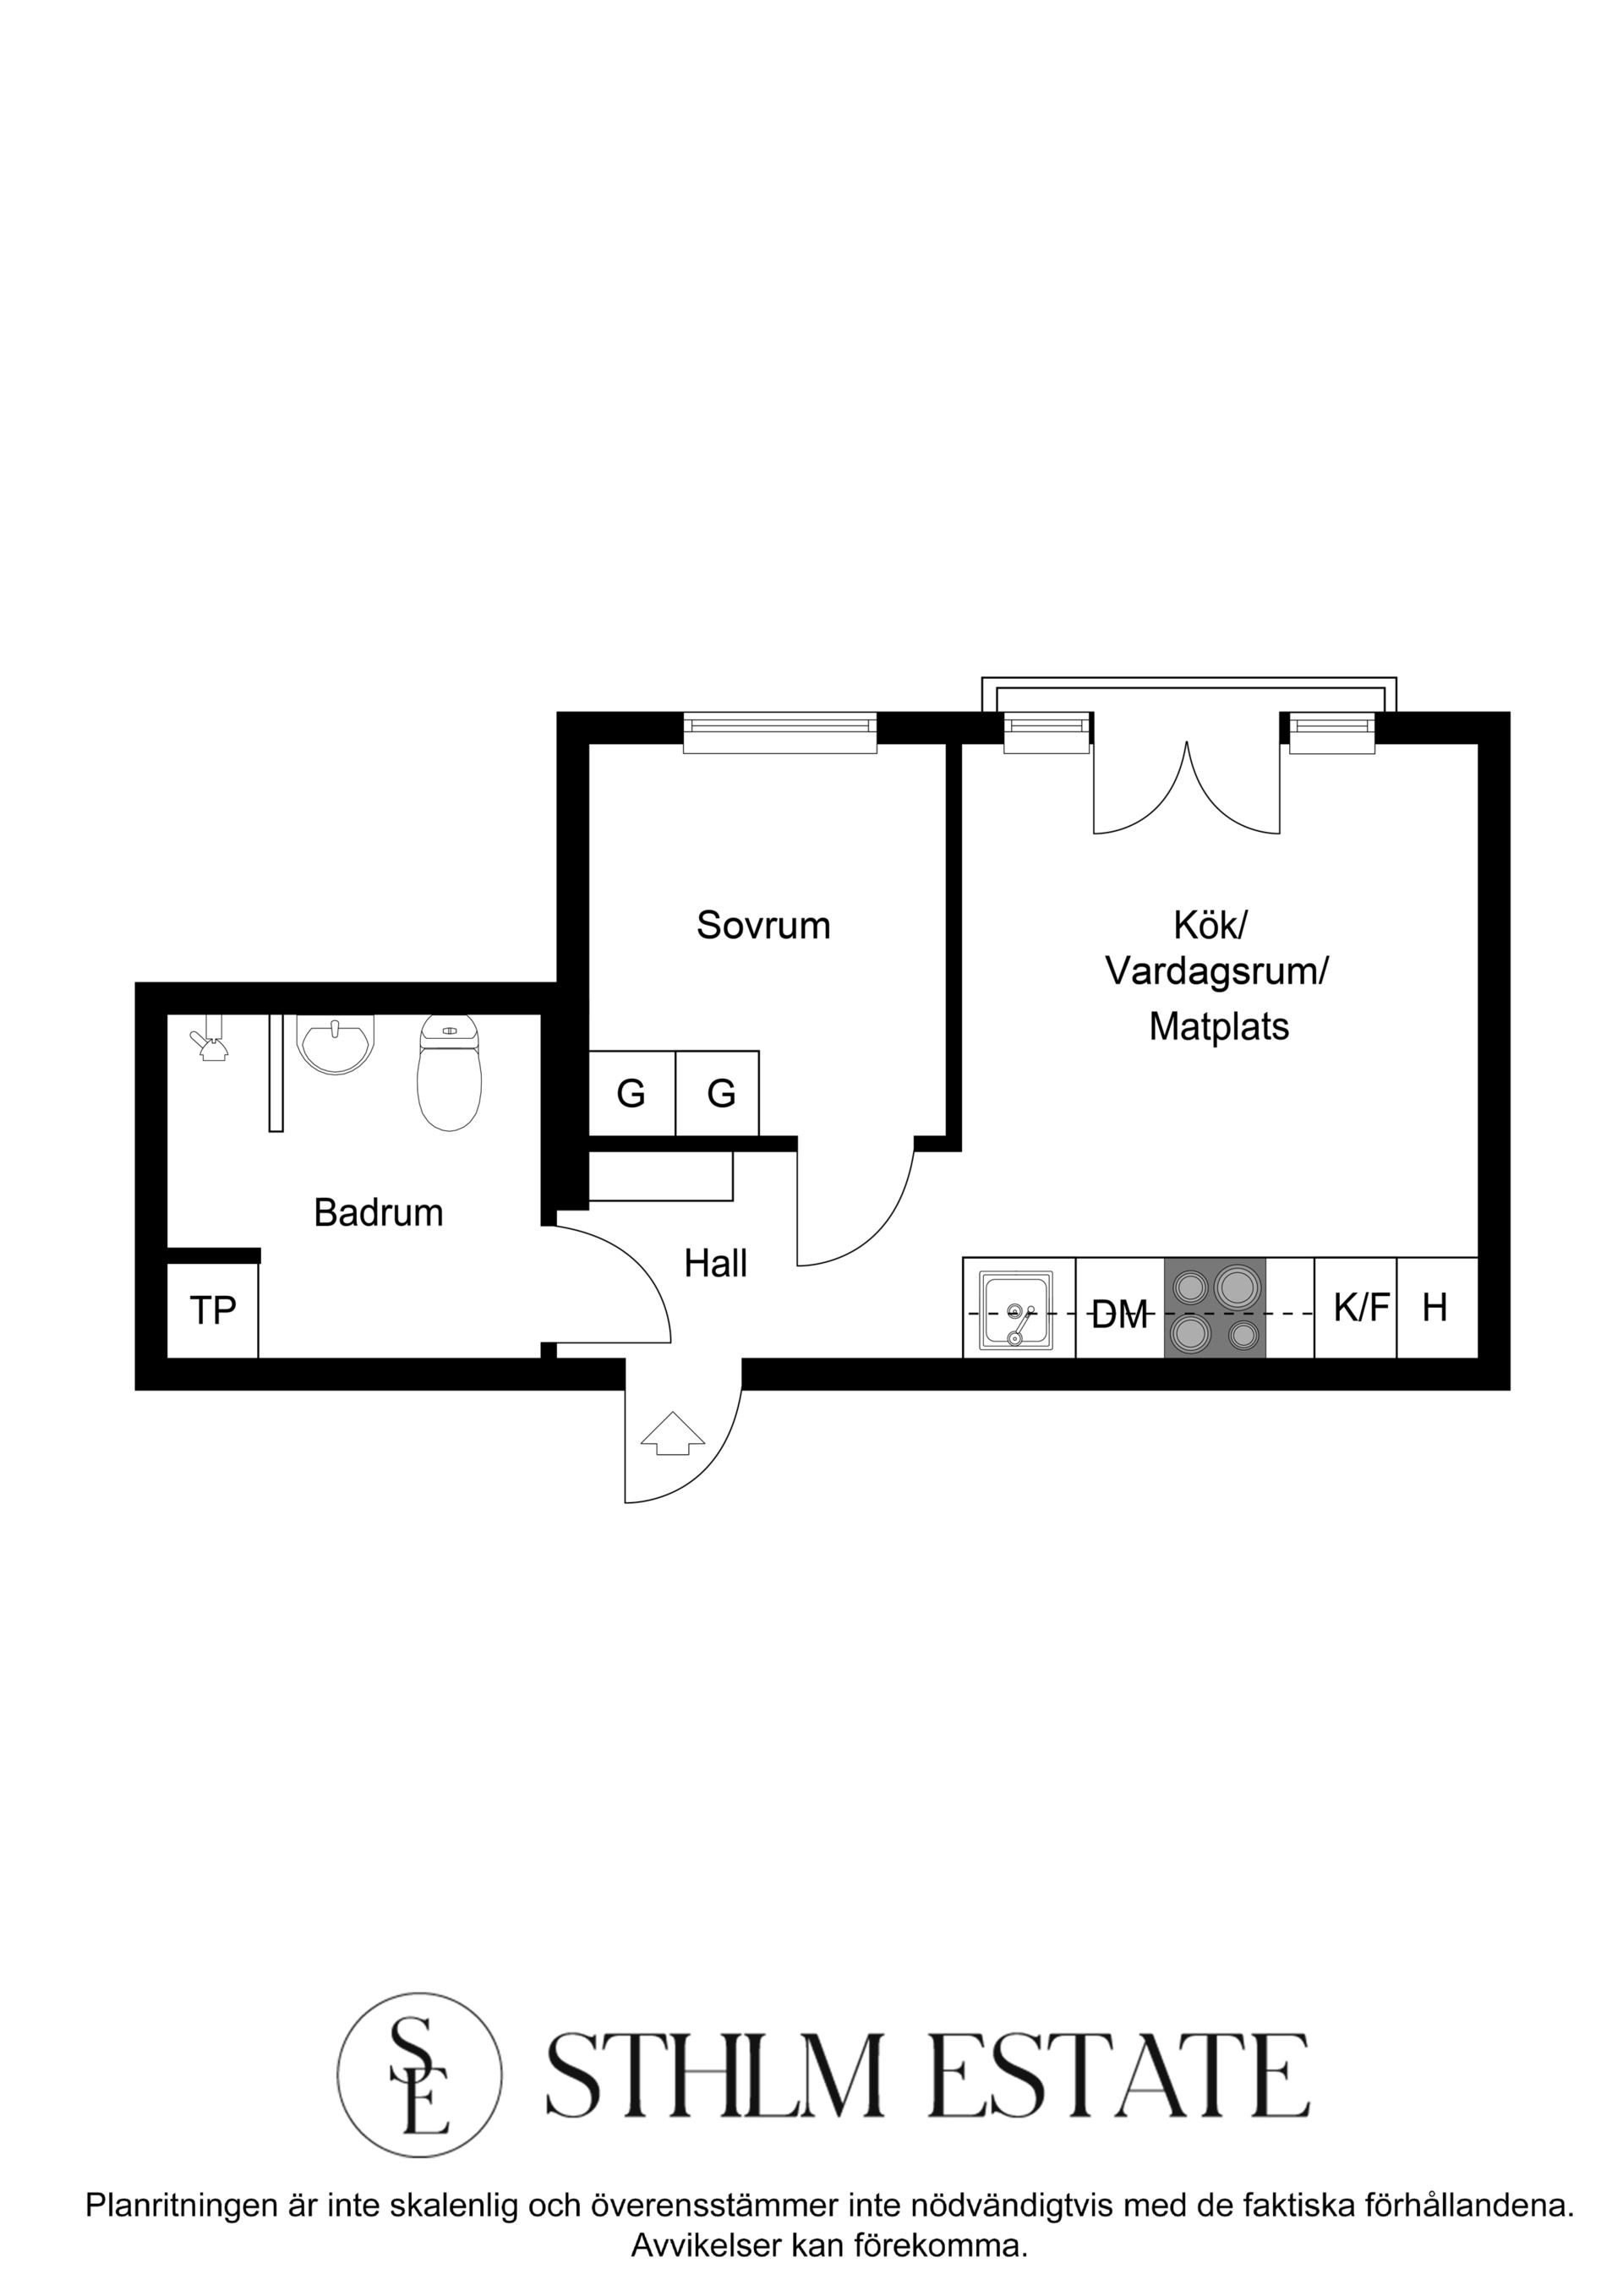 Sovrum
Kök/
Vardagsrum/
Matplats
G G
Badrum
Hall
TP
DM K/F H
SE STHLM ESTATE
Planritningen är inte skalenlig och överensstämmer inte nödvändigtvis med de faktiska förhållandena.
Avvikelser kan förekomma.